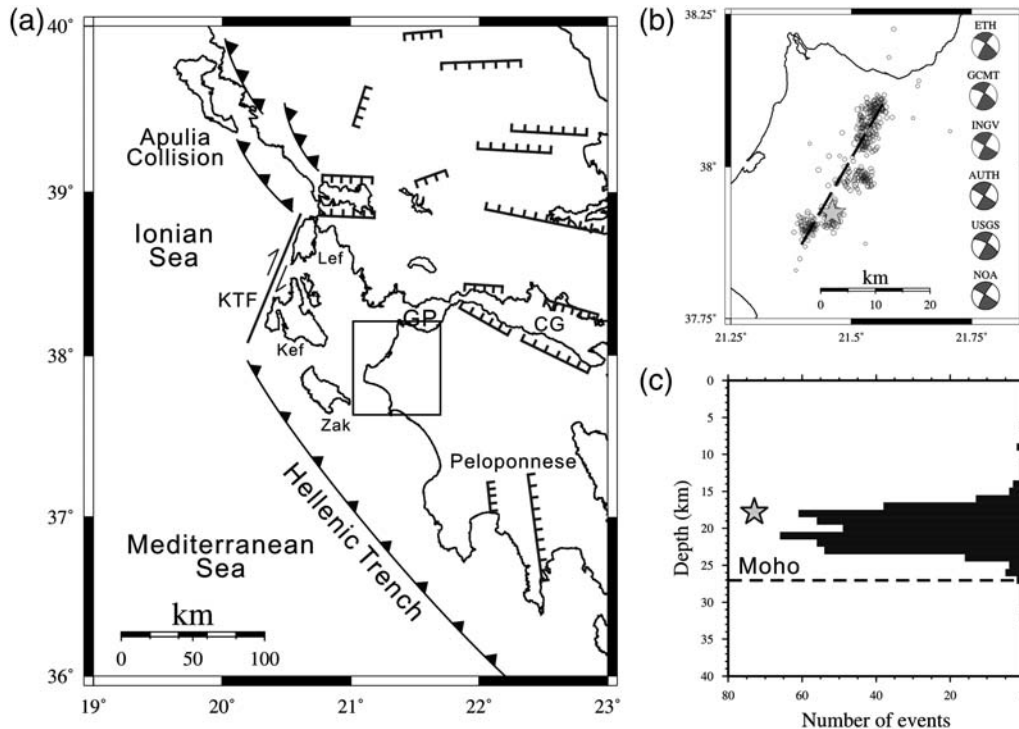 (a)
40°
39°
38°
37°
36°
19°
20°
21°
22°
23°
Apulia
Collision
Ionian
Sea
KTF
Lef
Kef
Zak
GP
CG
Peloponnese
Hellenic Trench
Mediterranean
Sea
km
0
50
100
(b)
38.25°
38°
37.75°
21.25°
21.5°
21.75°
km
0
10
20
ETH
GCMT
INGV
AUTH
USGS
NOA
(c)
0
5
10
15
20
25
30
35
40
Depth (km)
Moho
80
60
40
20
Number of events